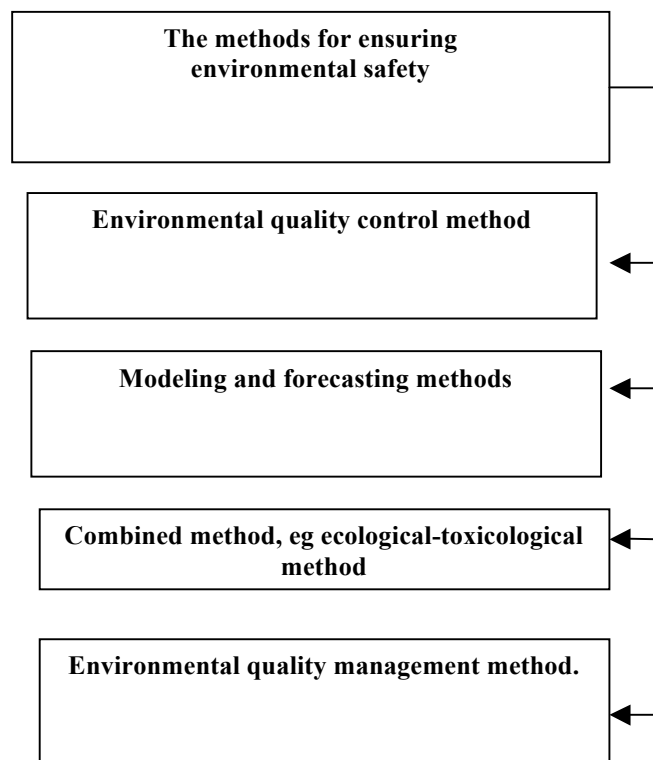 The methods for ensuring
environmental safety
Environmental quality control method
Modeling and forecasting methods
Combined method, eg ecological-toxicological
method
Environmental quality management method.